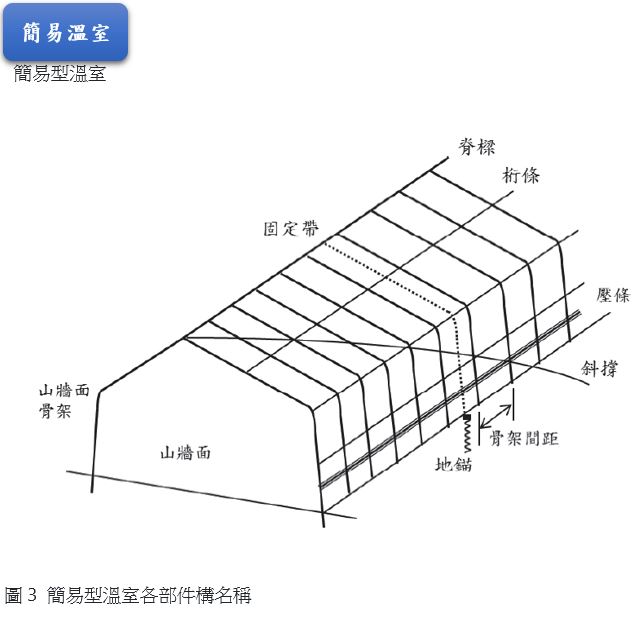 簡易溫室
簡易型溫室
脊樑
桁條
固定帶
壓條
斜撐
山牆面
骨架
山牆面
骨架間距
地錨
圖 3 簡易型溫室各部件構名稱